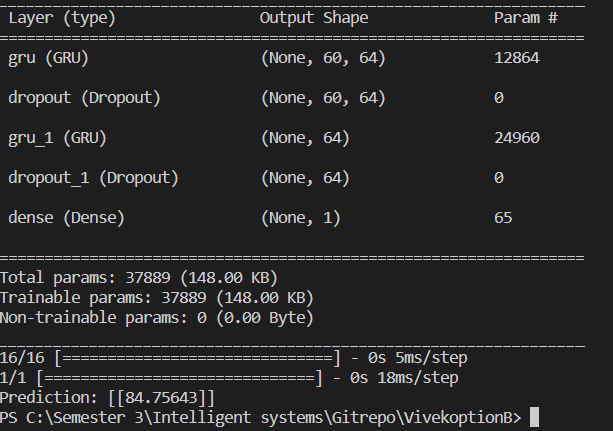 Layer (type) Output Shape Param #
=================================================================
gru (GRU) (None, 60, 64) 12864
dropout (Dropout) (None, 60, 64) 0
gru_1 (GRU) (None, 64) 24960
dropout_1 (Dropout) (None, 64) 0
dense (Dense) (None, 1) 65
=================================================================
Total params: 37889 (148.00 KB)
Trainable params: 37889 (148.00 KB)
Non-trainable params: 0 (0.00 Byte)
_________________________________________________________________
16/16 [==============================] - 0s 5ms/step
1/1 [==============================] - 0s 18ms/step
Prediction: [[84.75643]]
PS C:\Semester 3\Intelligent systems\Gitrepo\VivekoptionB>